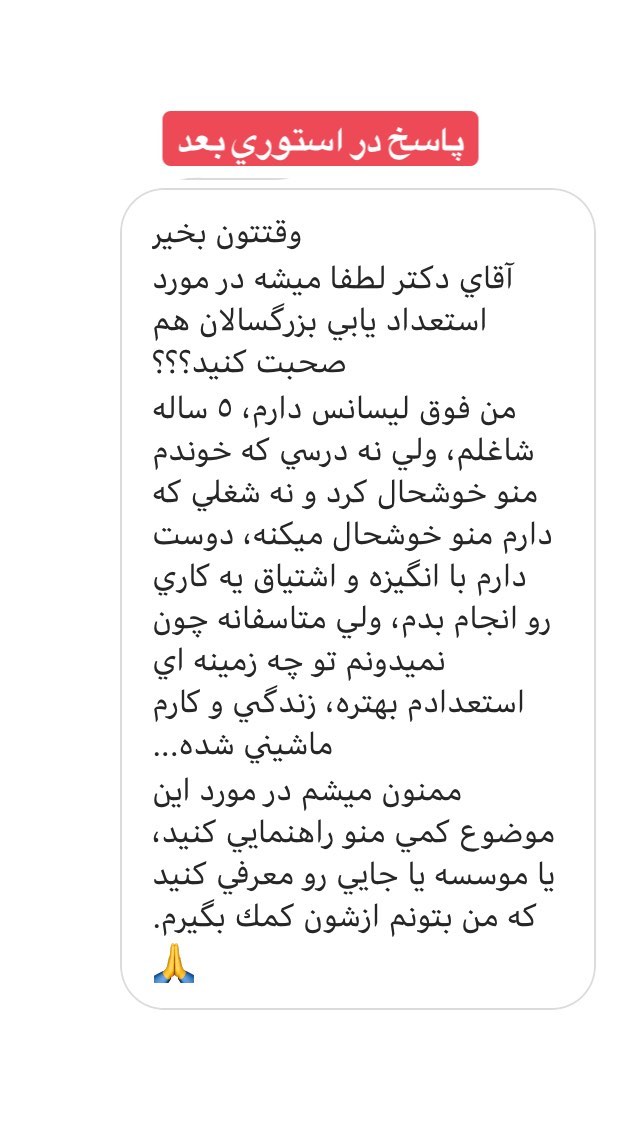 پاسخ در استوري بعد
وقتتون بخير
آقاي دكتر لطفا ميشه در مورد
استعداد يابي بزرگسالان هم
صحبت كنيد؟؟؟
من فوق ليسانس دارم، ٥ ساله
شاغلم، ولي نه درسي كه خوندم
منو خوشحال كرد و نه شغلي كه
دارم منو خوشحال ميكنه، دوست
دارم با انگيزه و اشتياق يه كاري
رو انجام بدم، ولي متاسفانه چون
نميدونم تو چه زمينه اي
استعدادم بهتره، زندگي و كارم
ماشيني شده...
ممنون ميشم در مورد اين
موضوع كمي منو راهنمايي كنيد،
يا موسسه يا جايي رو معرفي كنيد
كه من بتونم ازشون كمك بگيرم.
🙏